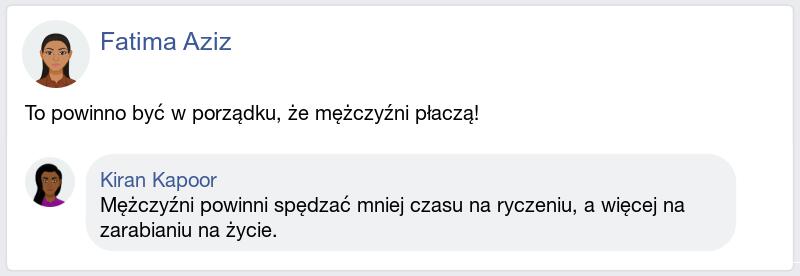 Fatima Aziz
To powinno być w porządku, że mężczyźni płaczą!
Kiran Kapoor
Mężczyźni powinni spędzać mniej czasu na ryczeniu, a więcej na
zarabianiu na życie.